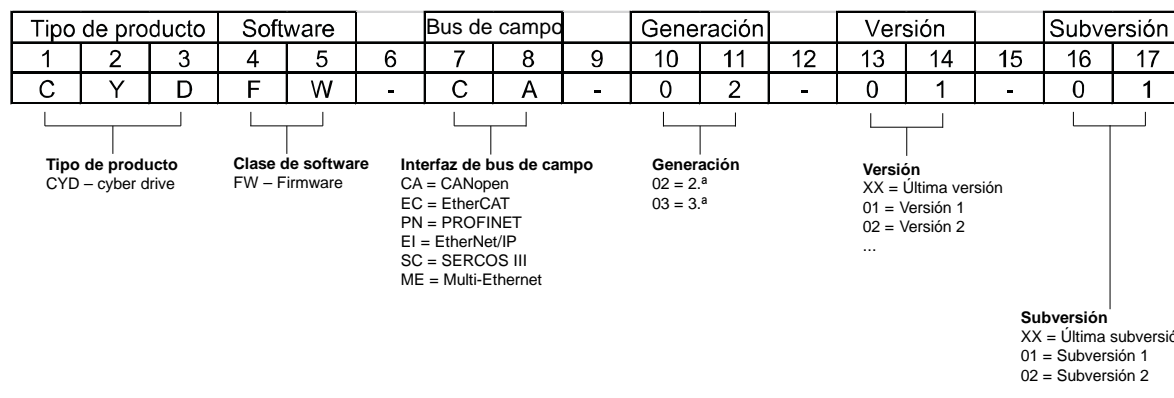 Tipo de producto Software Bus de campo Generación Versión Subversión
1 2 3 4 5 6 7 8 9 10 11 12 13 14 15 16 17
C Y D F W - C A - 0 2 - 0 1 - 0 1
Tipo de producto
CYD – cyber drive
Clase de software
FW – Firmware
Interfaz de bus de campo
CA = CANopen
EC = EtherCAT
PN = PROFINET
EI = EtherNet/IP
SC = SERCOS III
ME = Multi-Ethernet
Generación
02 = 2.ª
03 = 3.ª
Versión
XX = Última versión
01 = Versión 1
02 = Versión 2
...
Subversión
XX = Última subversió
01 = Subversión 1
02 = Subversión 2